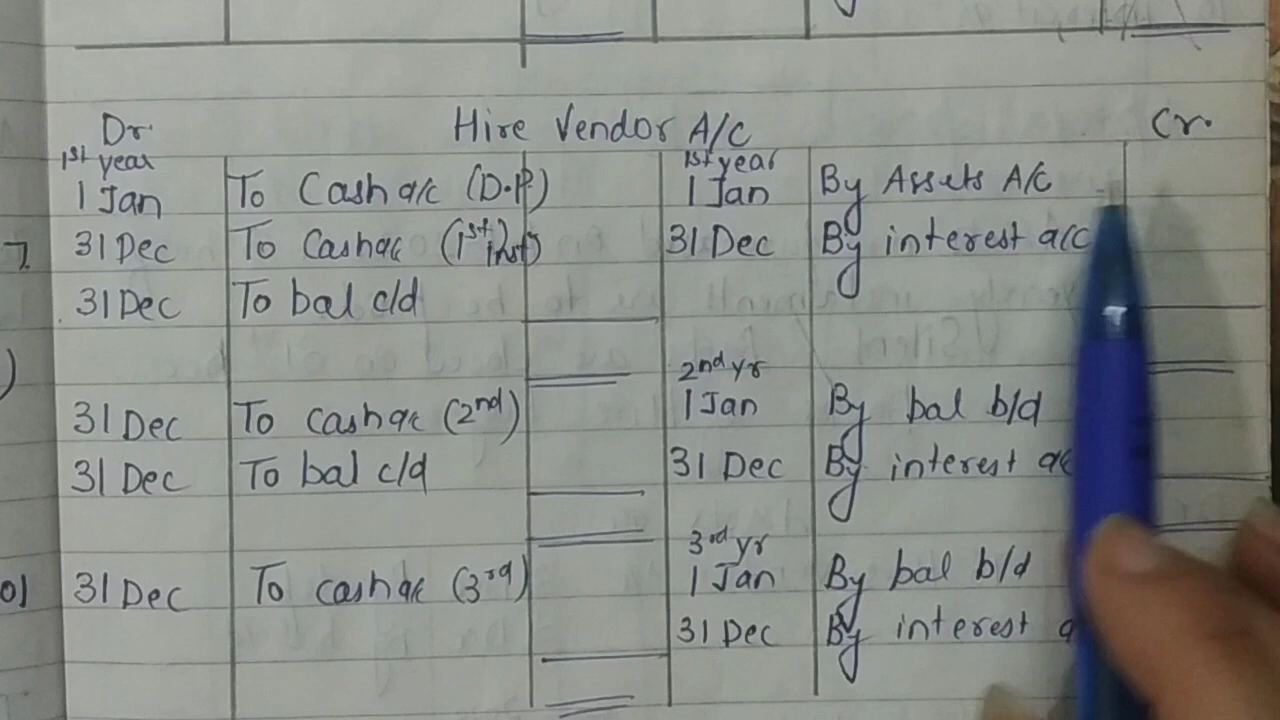 Dr. Hire Vendor A/C Cr.
1st year 1st year
1 Jan To Cash a/c (D.P) 1 Jan By Assets A/C
31 Dec To Cash ac (1st inst) 31 Dec By interest a/c
31 Dec To bal c/d
2nd yr
31 Dec To cash ac (2nd) 1 Jan By bal b/d
31 Dec To bal c/d 31 Dec By interest
3rd yr
31 Dec To cash ac (3rd) 1 Jan By bal b/d
31 Dec By interest